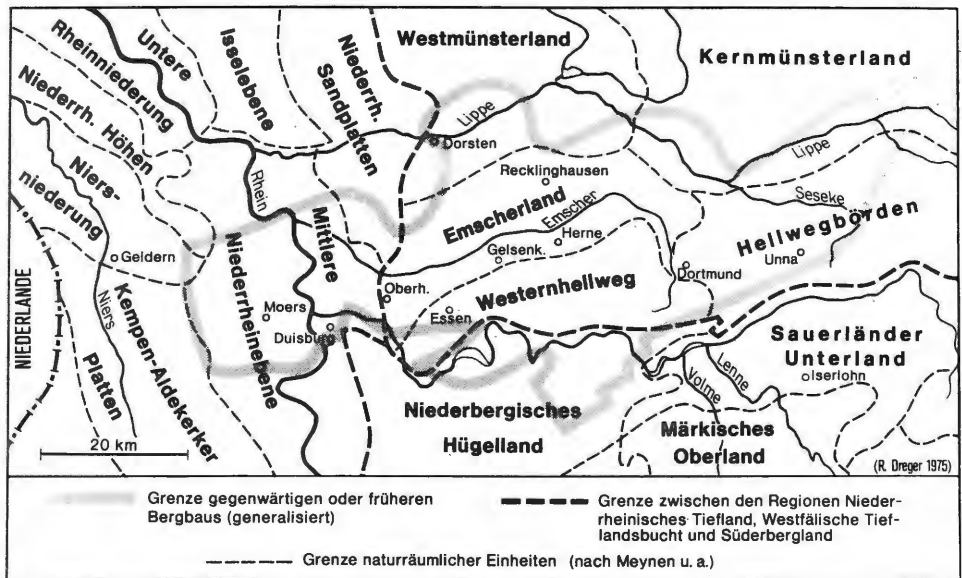 Westmünsterland
Kernmünsterland
Untere
Rheinniederung
Isselebene
Niederrh.
Sandplatten
Niederrh. Höhen
Niers-
niederung
Lippe
Dorsten
Lippe
Rhein
Recklinghausen
Seseke
Emscherland
Emscher
Herne
Gelsenk.
Hellwegbörden
Unna
Geldern
Mittlere
Niederrheinebene
Dortmund
Westernhellweg
Oberh.
Essen
Moers
Duisburg
NIEDERLANDE
Niers
Kempen-Aldekerker
Platten
Sauerländer
Unterland
Iserlohn
Lenne
Volme
Niederbergisches
Hügelland
Märkisches
Oberland
20 km
(R. Dreger 1975)
Grenze gegenwärtigen oder früheren
Bergbaus (generalisiert)
Grenze zwischen den Regionen Nieder-
rheinisches Tiefland, Westfälische Tief-
landsbucht und Süderbergland
Grenze naturräumlicher Einheiten (nach Meynen u. a.)